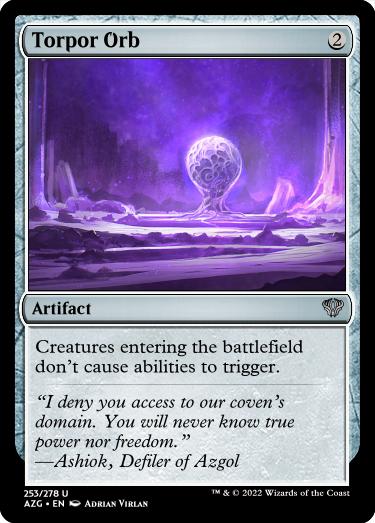 Torpor Orb
2
Artifact
Creatures entering the battlefield
don't cause abilities to trigger.
"I deny you access to our coven's
domain. You will never know true
power nor freedom."
—Ashiok, Defiler of Azgol
253/278 U
AZG • EN Adrian Virlan
™ & © 2022 Wizards of the Coast